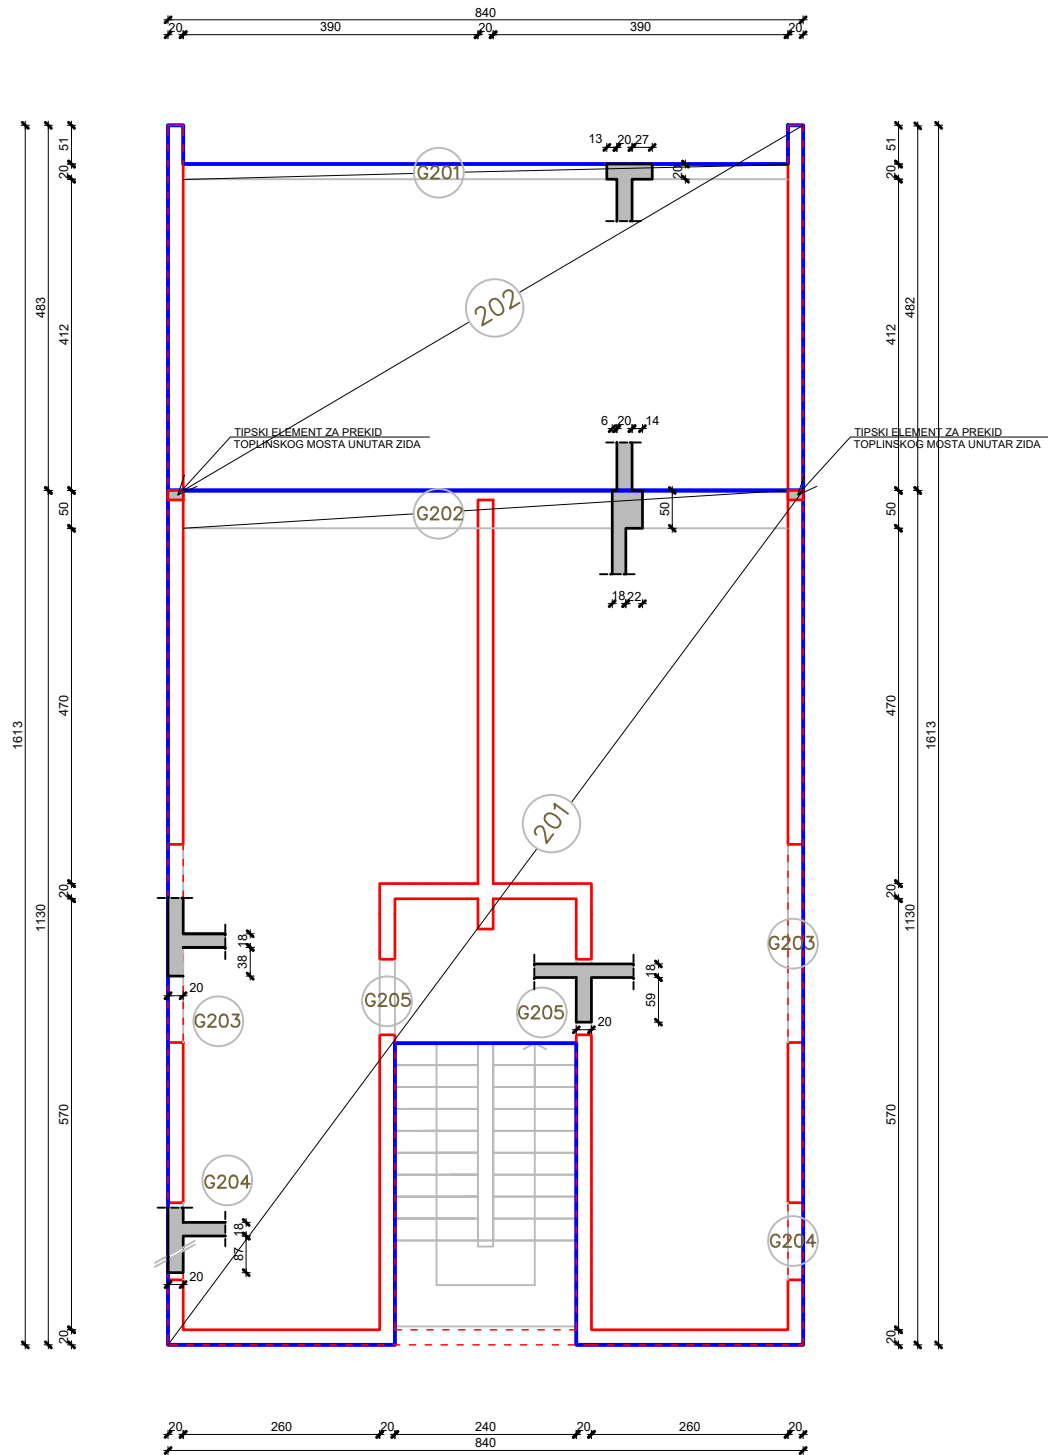 840
20 390 20 390 20
13 20 27
20
51
20
412
483
50
470
1613
20
1130
570
20
51
20
412
482
50
470
1613
20
1130
570
20
G201
202
TIPSKI ELEMENT ZA PREKID
TOPLINSKOG MOSTA UNUTAR ZIDA
6 20 14
TIPSKI ELEMENT ZA PREKID
TOPLINSKOG MOSTA UNUTAR ZIDA
G202
50
18 22
201
18
38
20
G203
G205
G205
18
59
20
G203
G204
18
87
20
G204
20 260 20 240 20 260 20
840